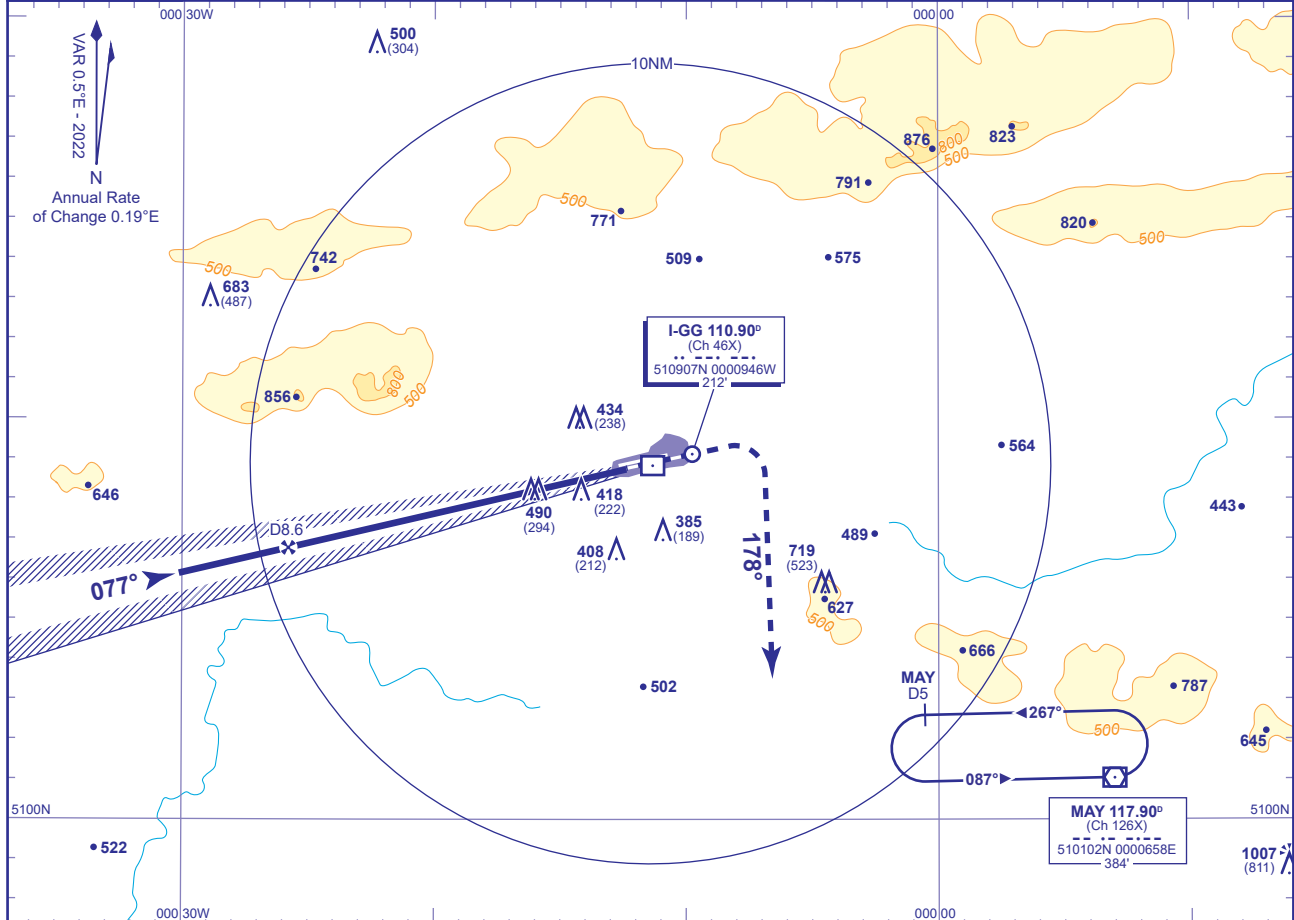 000 30W
000 00
VAR 0.5°E - 2022
N
Annual Rate
of Change 0.19°E
500
(304)
10NM
876
800
500
823
791
500
771
820
500
742
500
509
575
683
(487)
I-GG 110.90ᴰ
(Ch 46X)
·· −−· −−·
510907N 0000946W
212'
856
800
500
434
(238)
564
646
490
(294)
418
(222)
443
385
(189)
D8.6
408
(212)
489
178°
719
(523)
077°
627
500
666
502
MAY
D5
787
267°
500
645
087°
5100N
5100N
MAY 117.90ᴰ
(Ch 126X)
−− ·− −·−−
510102N 0000658E
384'
522
1007
(811)
000 30W
000 00